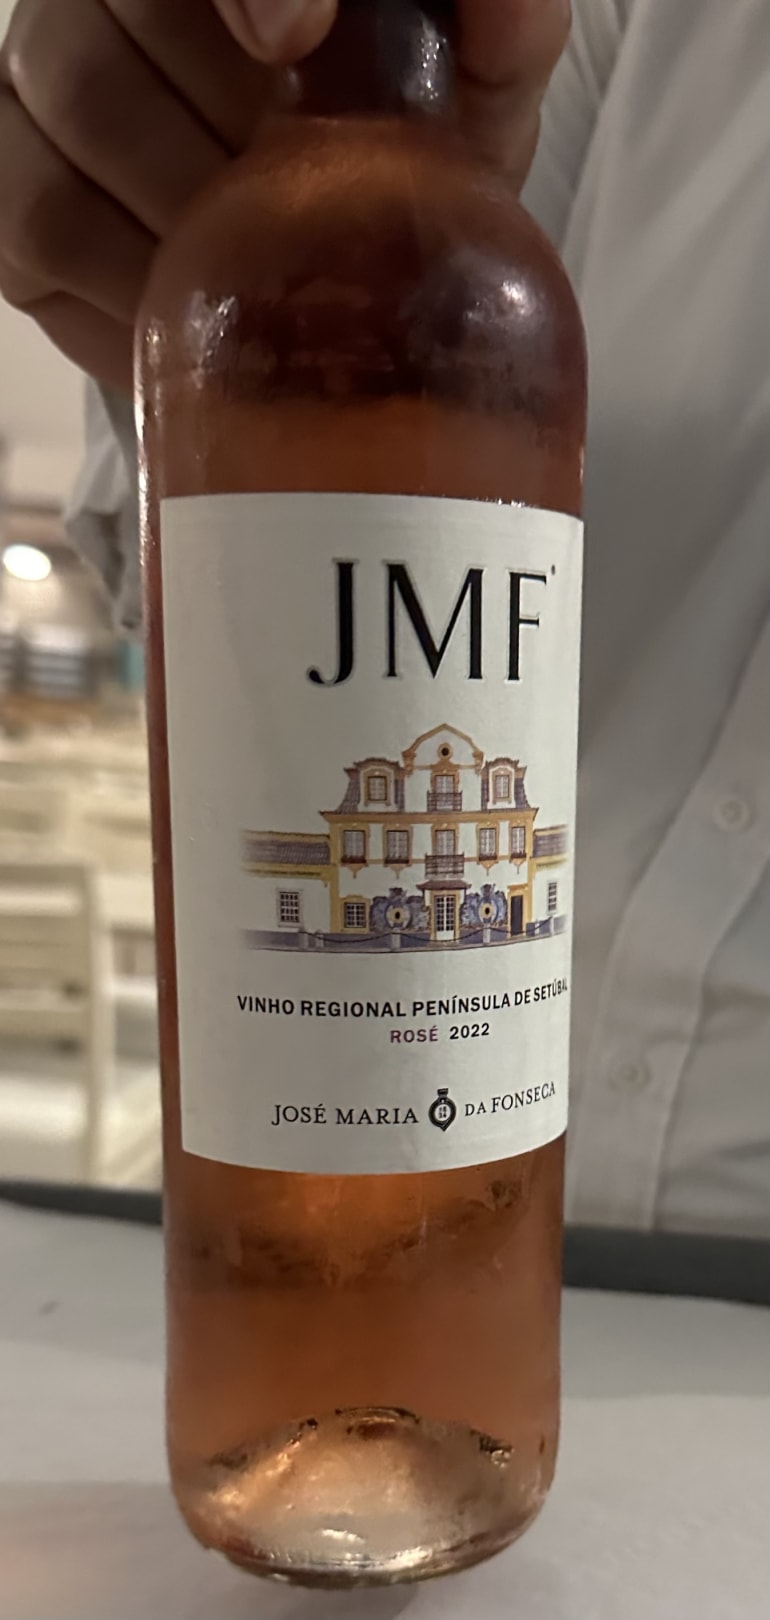 JMF
VINHO REGIONAL PENÍNSULA DE SETÚBAL
ROSÉ 2022
JOSÉ MARIA DA FONSECA